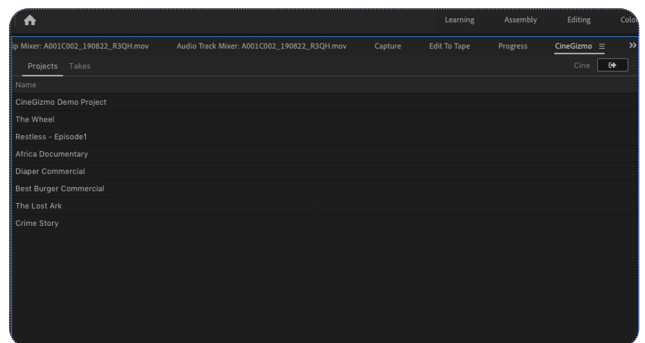 Learning Assembly Editing Color
ip Mixer: A001C002_190822_R3QH.mov Audio Track Mixer: A001C002_190822_R3QH.mov Capture Edit To Tape Progress CineGizmo
Projects Takes Cine
Name
CineGizmo Demo Project
The Wheel
Restless - Episode1
Africa Documentary
Diaper Commercial
Best Burger Commercial
The Lost Ark
Crime Story